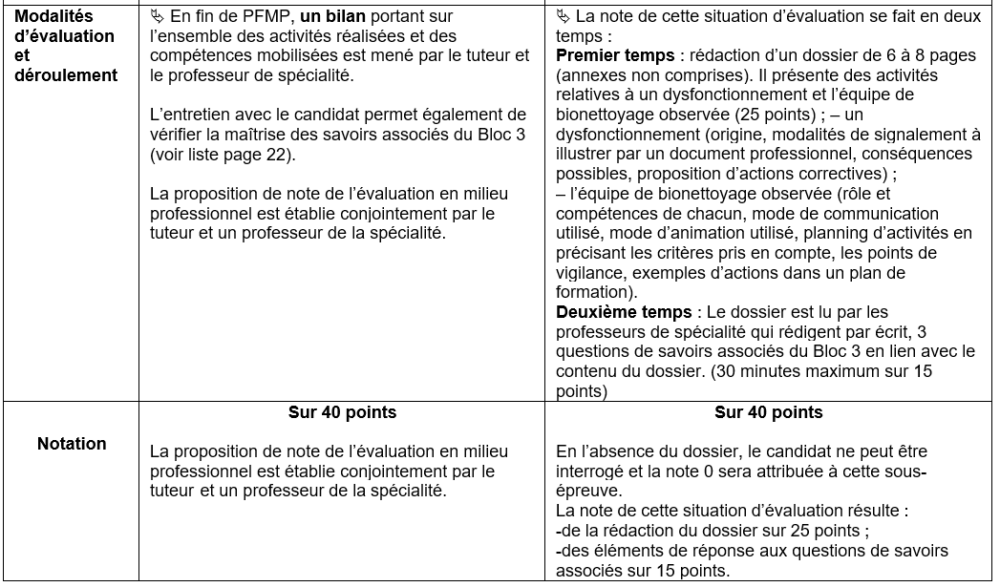 Modalités
d’évaluation
et
déroulement
⮱ En fin de PFMP, un bilan portant sur
l’ensemble des activités réalisées et des
compétences mobilisées est mené par le tuteur et
le professeur de spécialité.
L’entretien avec le candidat permet également de
vérifier la maîtrise des savoirs associés du Bloc 3
(voir liste page 22).
La proposition de note de l’évaluation en milieu
professionnel est établie conjointement par le
tuteur et un professeur de la spécialité.
⮱ La note de cette situation d’évaluation se fait en deux
temps :
Premier temps : rédaction d’un dossier de 6 à 8 pages
(annexes non comprises). Il présente des activités
relatives à un dysfonctionnement et l’équipe de
bionettoyage observée (25 points) ; – un
dysfonctionnement (origine, modalités de signalement à
illustrer par un document professionnel, conséquences
possibles, proposition d’actions correctives) ;
– l’équipe de bionettoyage observée (rôle et
compétences de chacun, mode de communication
utilisé, mode d’animation utilisé, planning d’activités en
précisant les critères pris en compte, les points de
vigilance, exemples d’actions dans un plan de
formation).
Deuxième temps : Le dossier est lu par les
professeurs de spécialité qui rédigent par écrit, 3
questions de savoirs associés du Bloc 3 en lien avec le
contenu du dossier. (30 minutes maximum sur 15
points)
Notation
Sur 40 points
La proposition de note de l’évaluation en milieu
professionnel est établie conjointement par le
tuteur et un professeur de la spécialité.
Sur 40 points
En l’absence du dossier, le candidat ne peut être
interrogé et la note 0 sera attribuée à cette sous-
épreuve.
La note de cette situation d’évaluation résulte :
-de la rédaction du dossier sur 25 points ;
-des éléments de réponse aux questions de savoirs
associés sur 15 points.